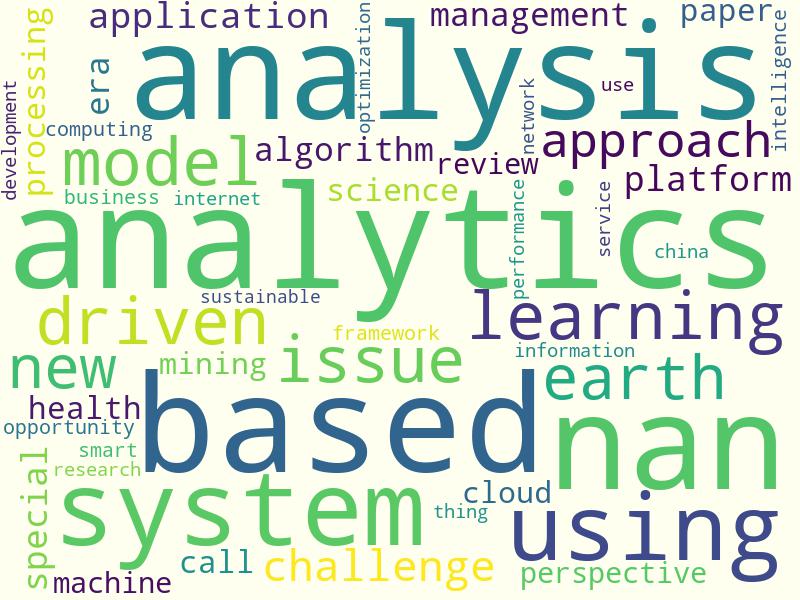 application
management
paper
processing
era
analysis
optimization
use
intelligence
development
computing
network
model
algorithm
review
approach
business
internet
science
platform
performance
service
analytics
china
sustainable
learning
driven
framework
new
mining
issue
information
earth
health
based
nan
opportunity
smart
research
special
system
cloud
thing
using
call
challenge
perspective
machine